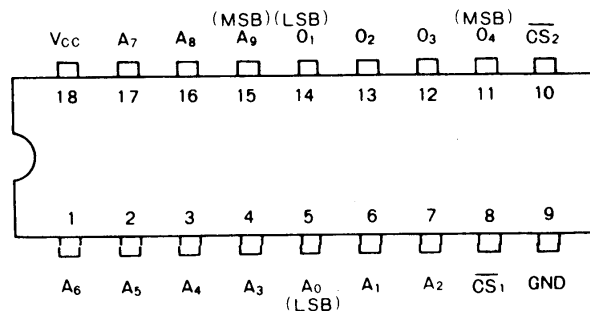 (MSB)(LSB) (MSB)
VCC A7 A8 A9 O1 O2 O3 O4 C̅S̅2
18 17 16 15 14 13 12 11 10
1 2 3 4 5 6 7 8 9
A6 A5 A4 A3 A0 A1 A2 C̅S̅1 GND
(LSB)